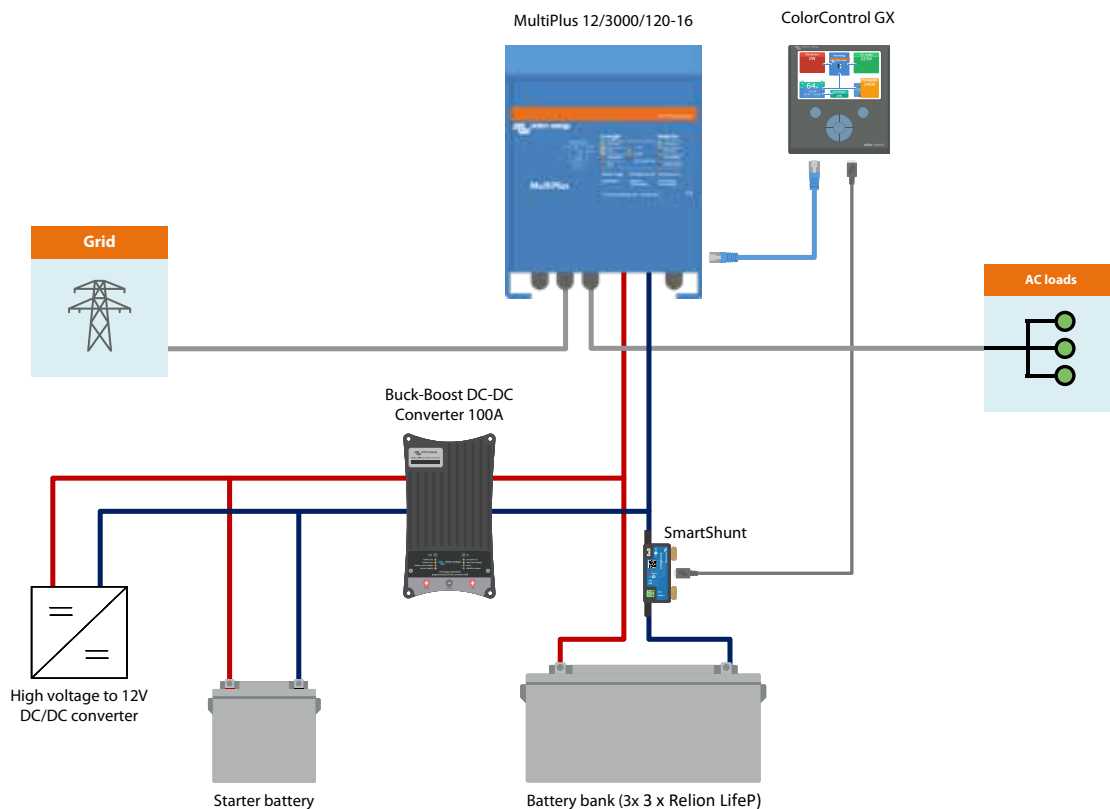 MultiPlus 12/3000/120-16
ColorControl GX
MultiPlus
Grid
AC loads
Buck-Boost DC-DC
Converter 100A
SmartShunt
High voltage to 12V
DC/DC converter
Starter battery
Battery bank (3x 3 x Relion LifeP)